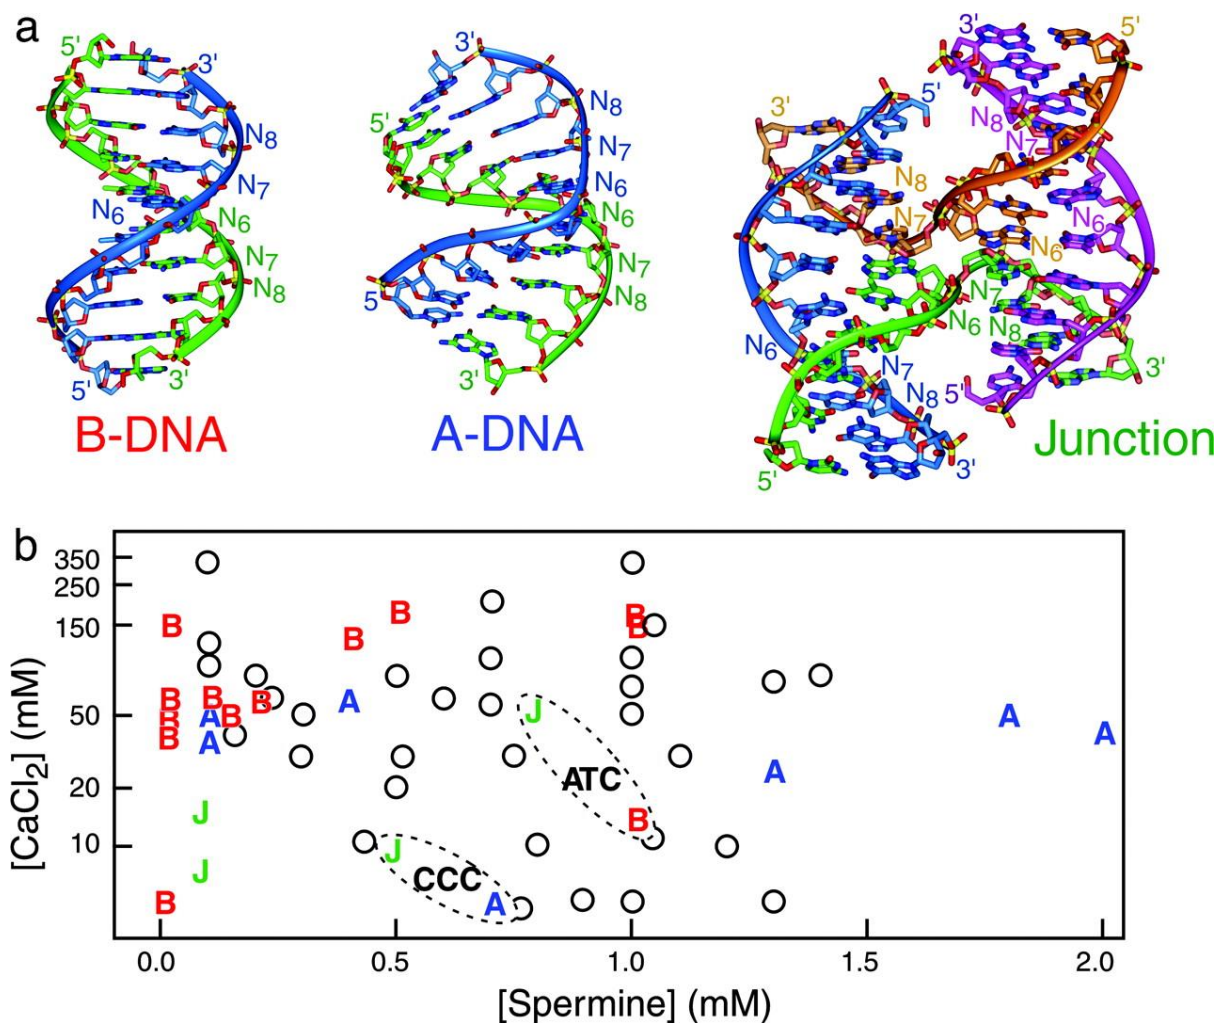 a
5' 3' 3' 5' 3' 5' 3' 5'
N8 N8 N8 N7
N7 N7 N8
N6 N6 N6 N6 N7 N6 N6
N7 N7 N7
N8 N8 N6 N8
5 N6 N7 N8
5' 3' 3' 5' 3'
B-DNA A-DNA Junction
5' 3'
b
350
250
150
50
20
10
[CaCl2] (mM)
B B B B B
B B B B A
B B A J A A
B A ATC A
J B
J J CCC
B A
0.0 0.5 1.0 1.5 2.0
[Spermine] (mM)